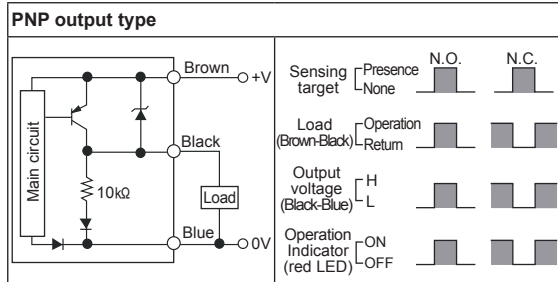 PNP output type
Main circuit
Brown
+V
Black
10kΩ
Load
Blue
0V
N.O.
N.C.
Sensing target
Presence
None
Load
(Brown-Black)
Operation
Return
Output voltage
(Black-Blue)
H
L
Operation Indicator
(red LED)
ON
OFF